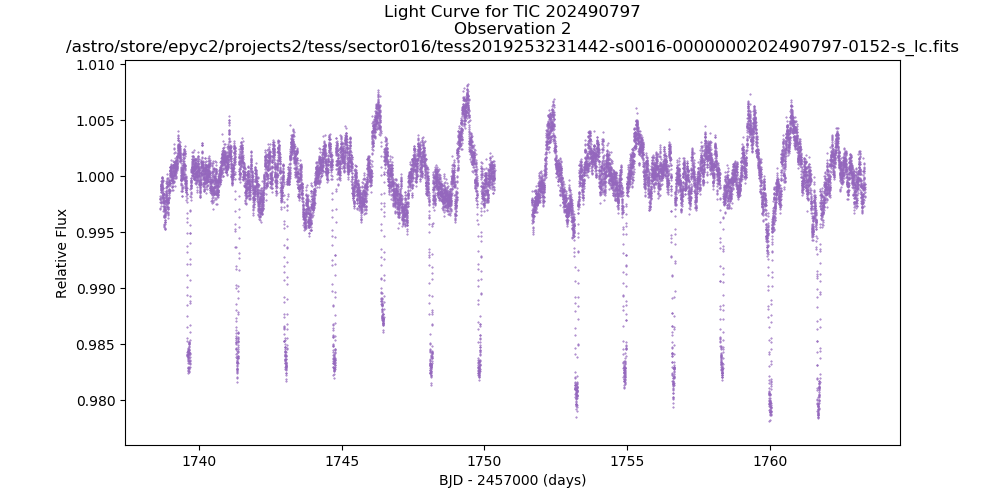 Light Curve for TIC 202490797
Observation 2
/astro/store/epyc2/projects2/tess/sector016/tess2019253231442-s0016-0000000202490797-0152-s_lc.fits
1.010
1.005
1.000
0.995
0.990
0.985
0.980
Relative Flux
1740
1745
1750
1755
1760
BJD - 2457000 (days)